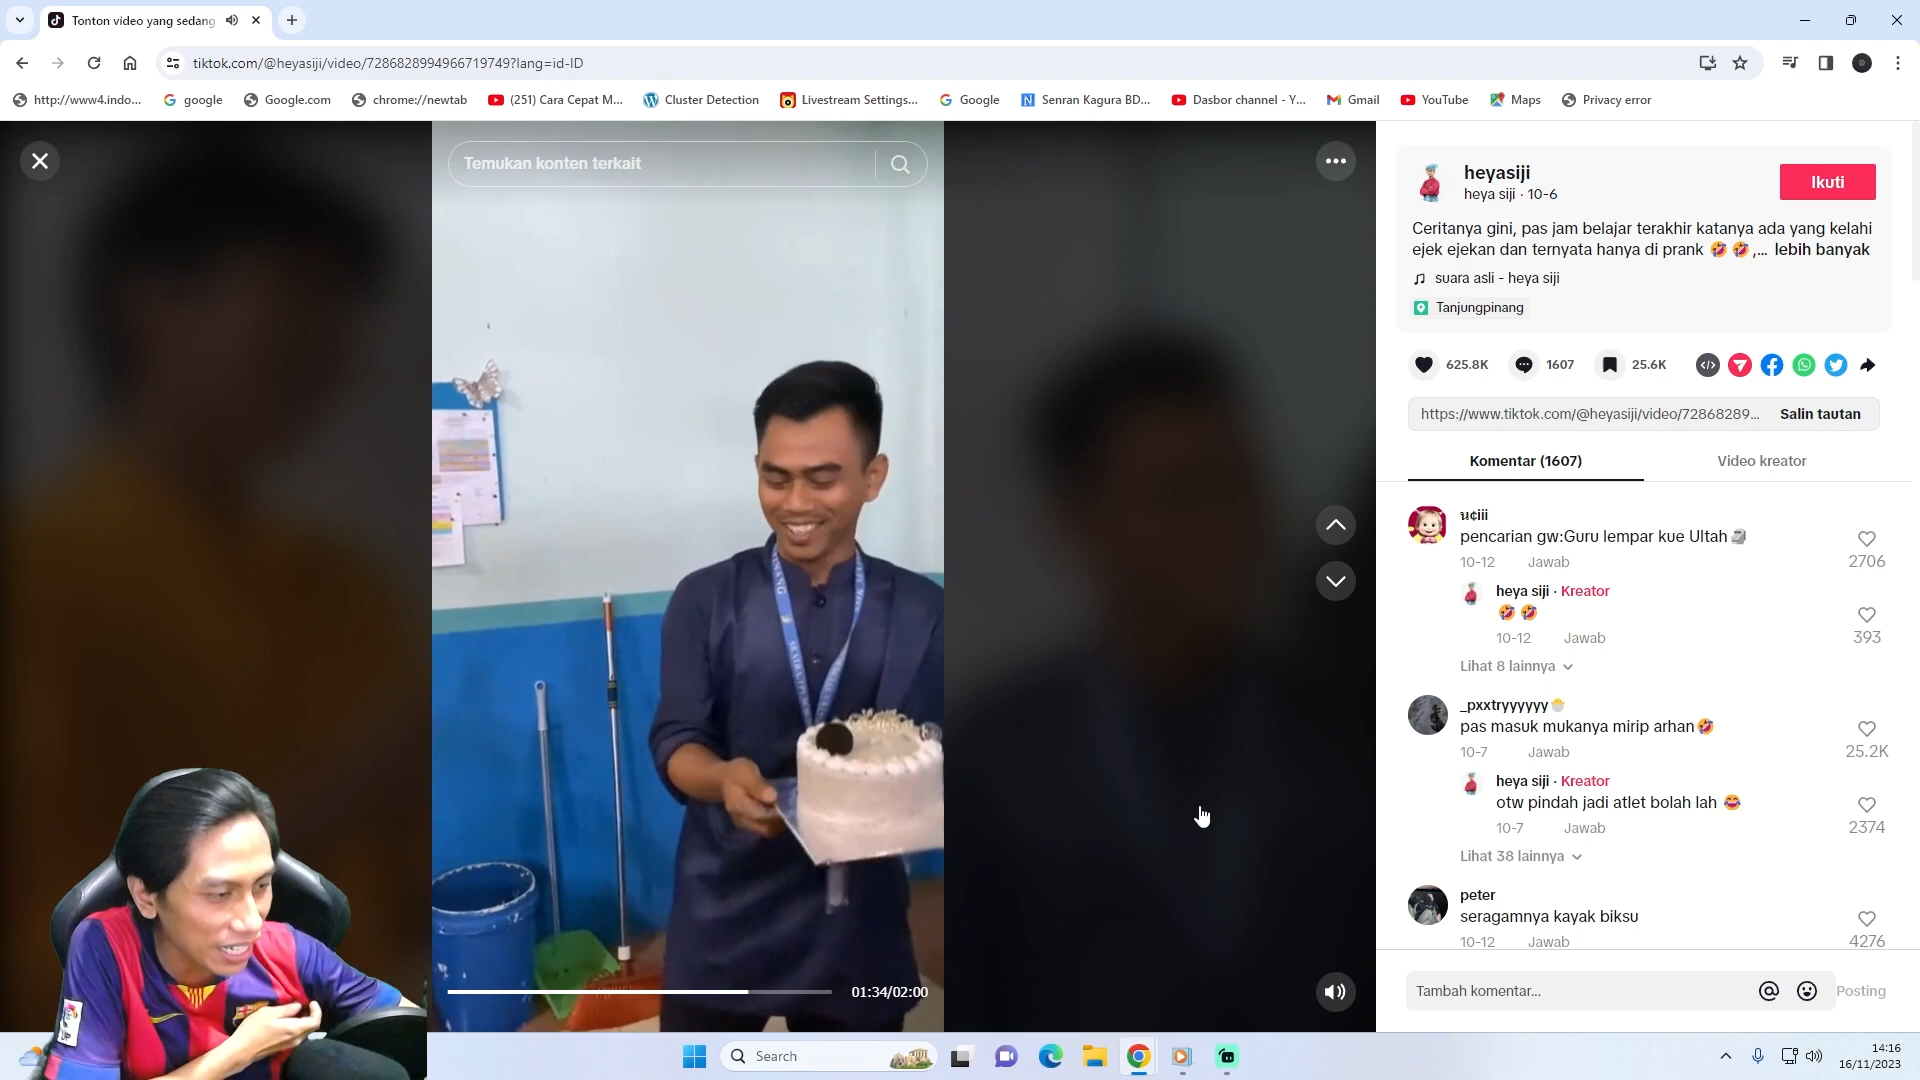 Tonton video yang sedang
tiktok.com/@heyasiji/video/7286828994966719749?lang=id-ID
http://www4.indo...
google
Google.com
chrome://newtab
(251) Cara Cepat M...
Cluster Detection
Livestream Settings...
Google
Senran Kagura BD...
Dasbor channel - Y...
Gmail
YouTube
Maps
Privacy error
Temukan konten terkait
01:34/02:00
heyasiji
heya siji · 10-6
Ikuti
Ceritanya gini, pas jam belajar terakhir katanya ada yang kelahi
ejek ejekan dan ternyata hanya di prank 🤣 🤣 ,... lebih banyak
suara asli - heya siji
Tanjungpinang
625.8K
1607
25.6K
https://www.tiktok.com/@heyasiji/video/72868289...
Salin tautan
Komentar (1607)
Video kreator
น¢iii
pencarian gw:Guru lempar kue Ultah🗿
10-12 Jawab
2706
heya siji · Kreator
🤣 🤣
10-12 Jawab
393
Lihat 8 lainnya
_pxxtryyyyyy🐣
pas masuk mukanya mirip arhan🤣
10-7 Jawab
25.2K
heya siji · Kreator
otw pindah jadi atlet bolah lah 😂
10-7 Jawab
2374
Lihat 38 lainnya
peter
seragamnya kayak biksu
10-12 Jawab
4276
Tambah komentar...
Posting
Search
14:16
16/11/2023